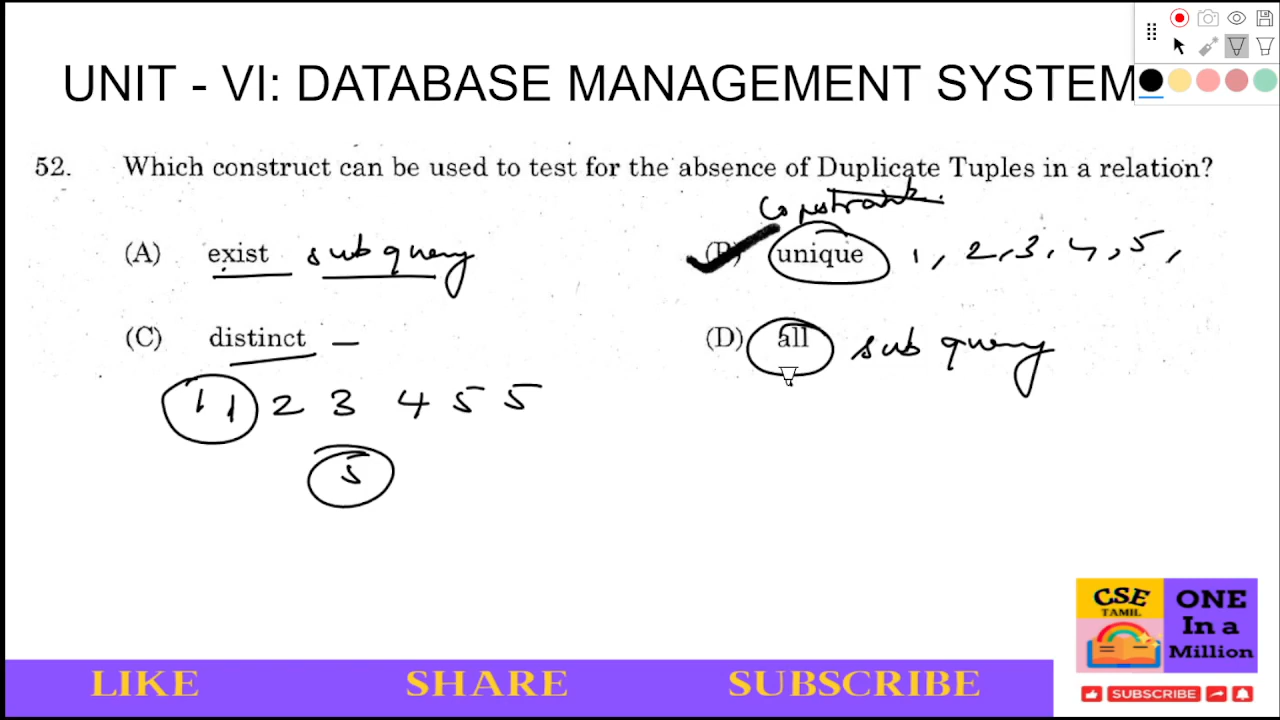 UNIT - VI: DATABASE MANAGEMENT SYSTEM
52. Which construct can be used to test for the absence of Duplicate Tuples in a relation?
Constraint.
(A) exist sub query
(B) unique 1, 2, 3, 4, 5,
(C) distinct —
(D) all sub query
1 1 2 3 4 5 5
5
CSE TAMIL
ONE In a Million
LIKE SHARE SUBSCRIBE
SUBSCRIBE